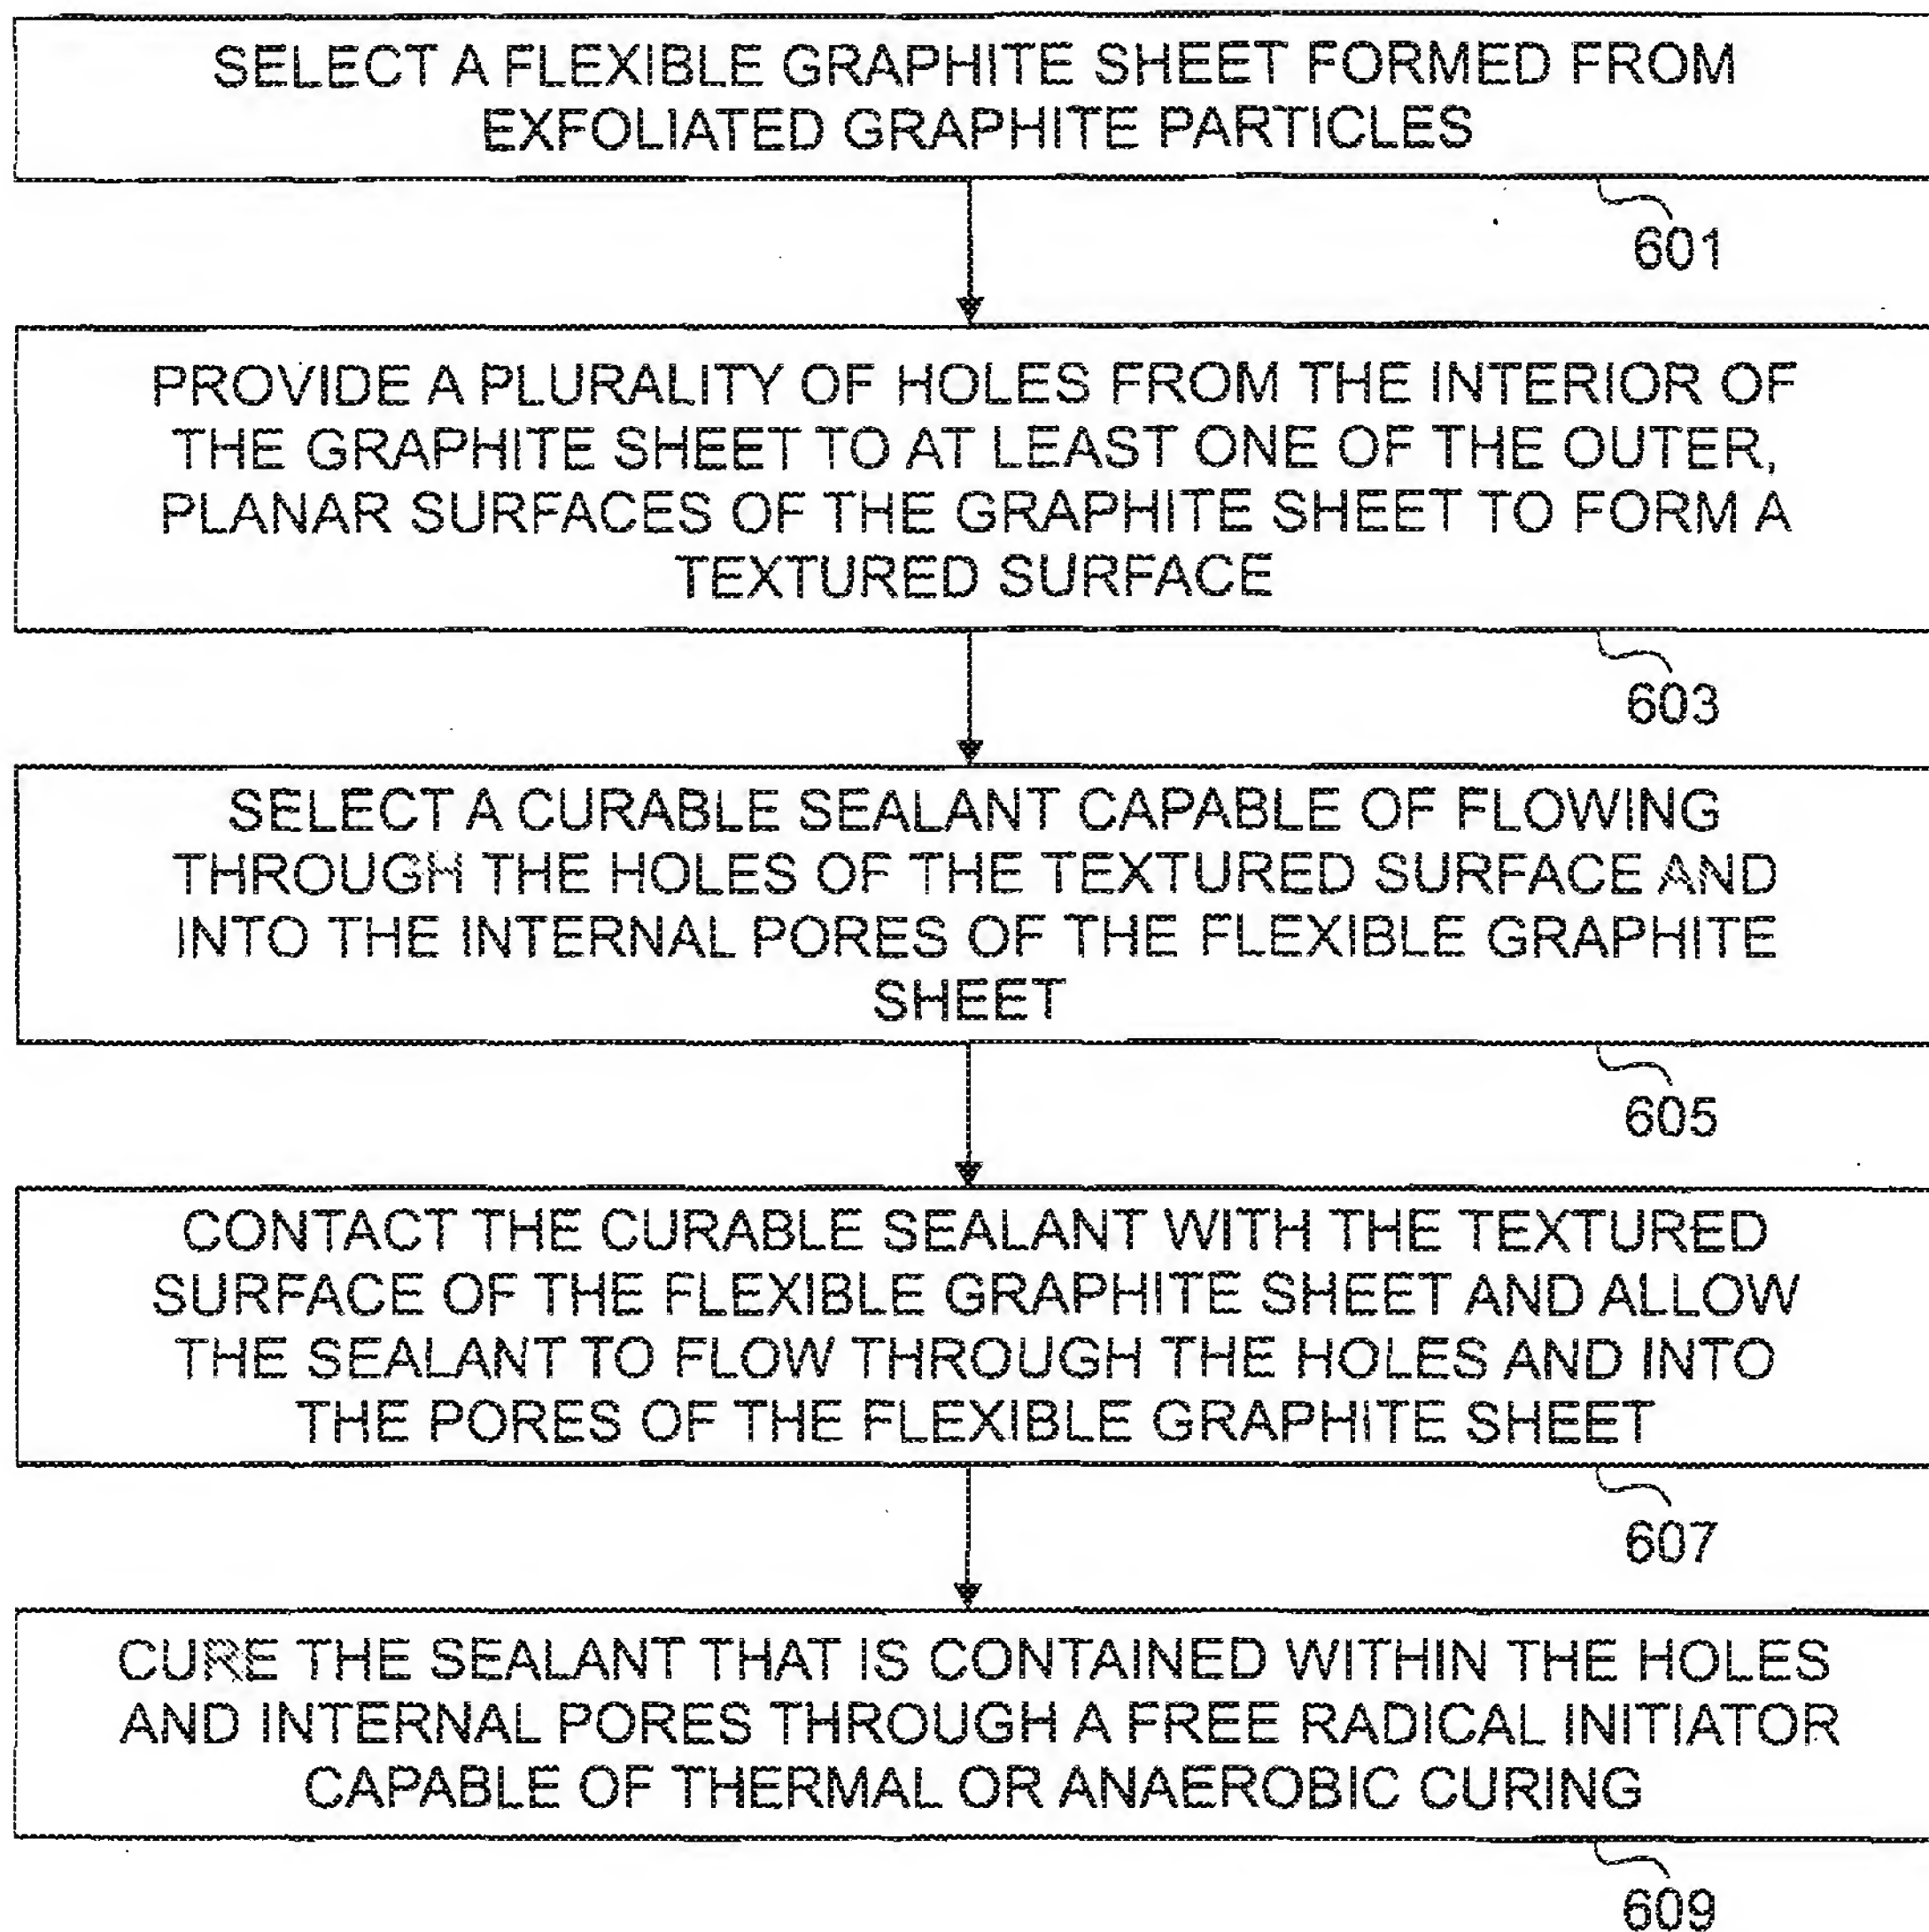 SELECT A FLEXIBLE GRAPHITE SHEET FORMED FROM
EXFOLIATED GRAPHITE PARTICLES
601
PROVIDE A PLURALITY OF HOLES FROM THE INTERIOR OF
THE GRAPHITE SHEET TO AT LEAST ONE OF THE OUTER,
PLANAR SURFACES OF THE GRAPHITE SHEET TO FORM A
TEXTURED SURFACE
603
SELECT A CURABLE SEALANT CAPABLE OF FLOWING
THROUGH THE HOLES OF THE TEXTURED SURFACE AND
INTO THE INTERNAL PORES OF THE FLEXIBLE GRAPHITE
SHEET
605
CONTACT THE CURABLE SEALANT WITH THE TEXTURED
SURFACE OF THE FLEXIBLE GRAPHITE SHEET AND ALLOW
THE SEALANT TO FLOW THROUGH THE HOLES AND INTO
THE PORES OF THE FLEXIBLE GRAPHITE SHEET
607
CURE THE SEALANT THAT IS CONTAINED WITHIN THE HOLES
AND INTERNAL PORES THROUGH A FREE RADICAL INITIATOR
CAPABLE OF THERMAL OR ANAEROBIC CURING
609